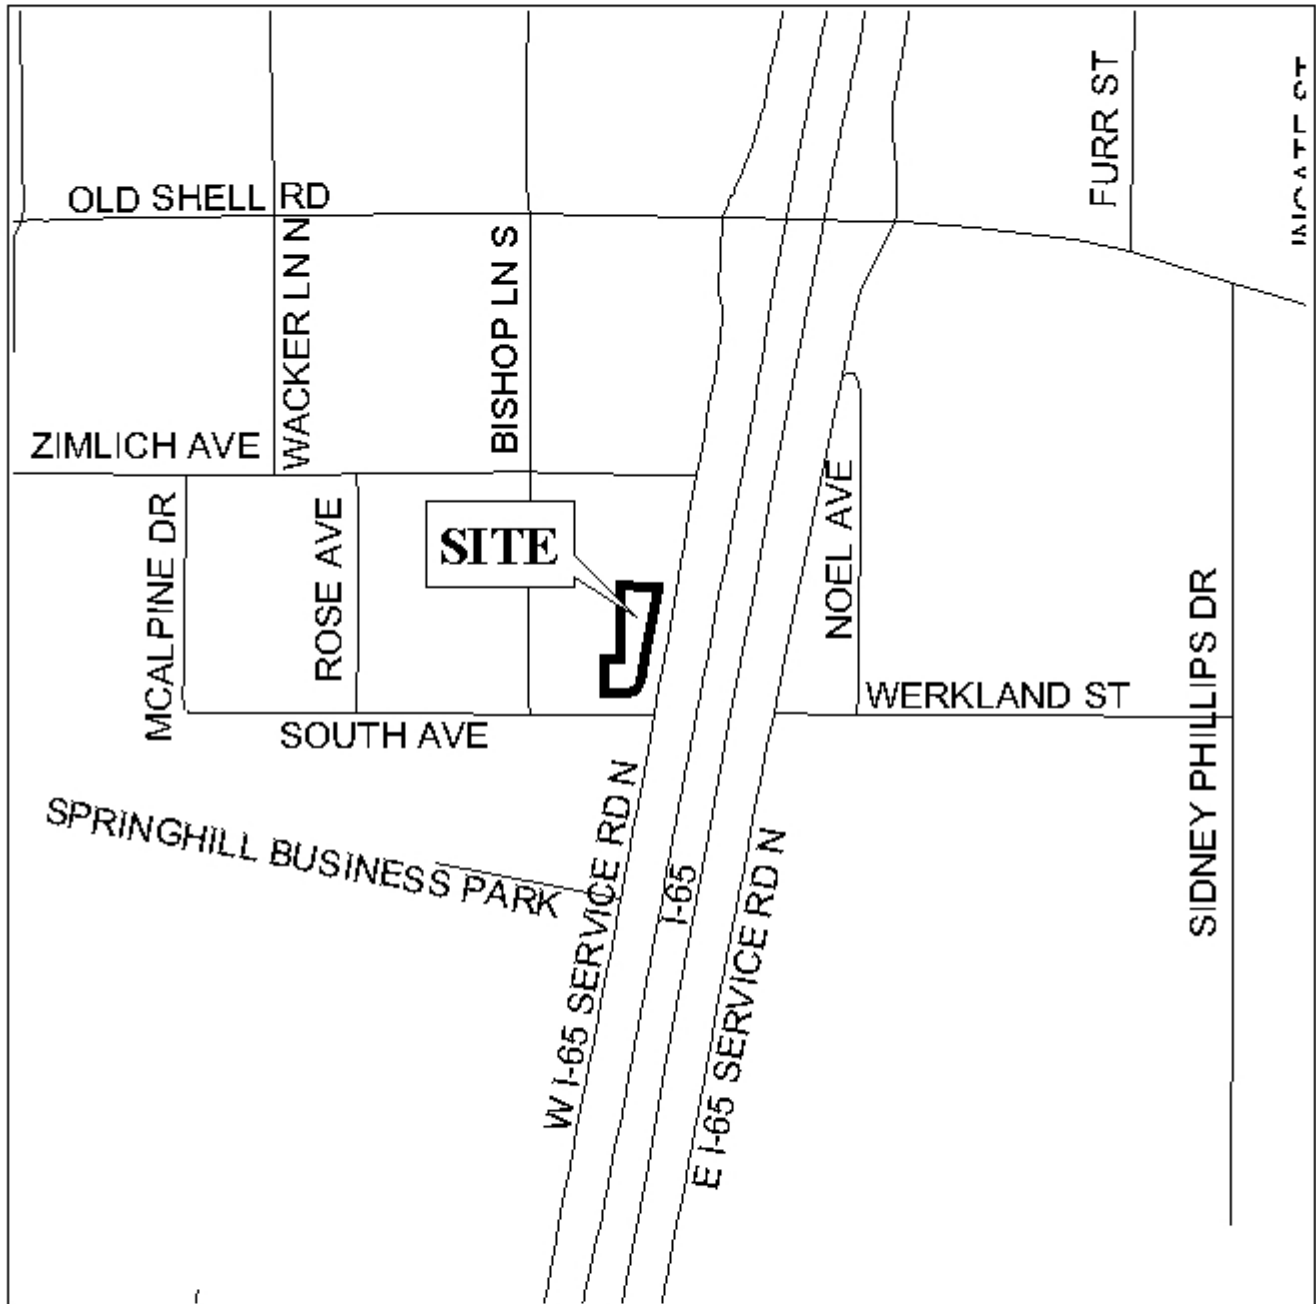 FURR ST
OLD SHELL RD
WACKER LN N
BISHOP LN S
ZIMLICH AVE
MCALPINE DR
ROSE AVE
SITE
NOEL AVE
SIDNEY PHILLIPS DR
WERKLAND ST
SOUTH AVE
SPRINGHILL BUSINESS PARK
W I-65 SERVICE RD N
I-65
E I-65 SERVICE RD N